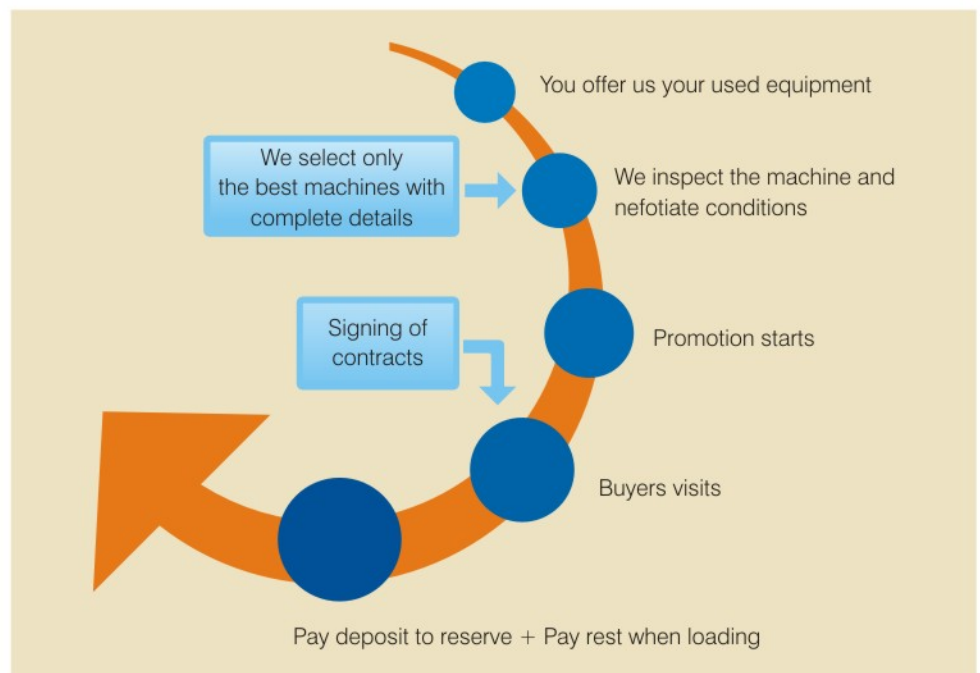 You offer us your used equipment
We select only
the best machines with
complete details
We inspect the machine and
nefotiate conditions
Promotion starts
Signing of
contracts
Buyers visits
Pay deposit to reserve + Pay rest when loading